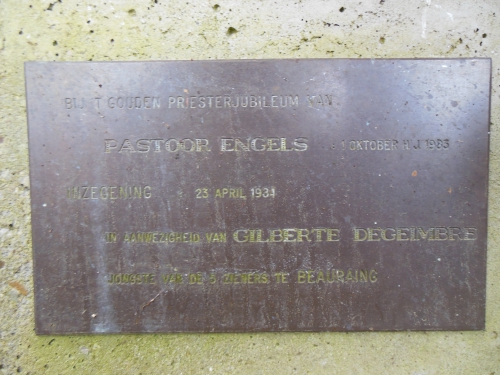 BIJ 'T GOUDEN PRIESTERJUBILEUM VAN
PASTOOR ENGELS 1 OKTOBER H.J. 1983
INZEGENING - 23 APRIL 1984
IN AANWEZIGHEID VAN GILBERTE DEGEIMBRE
JONGSTE VAN DE 5 ZIENERS TE BEAURAING